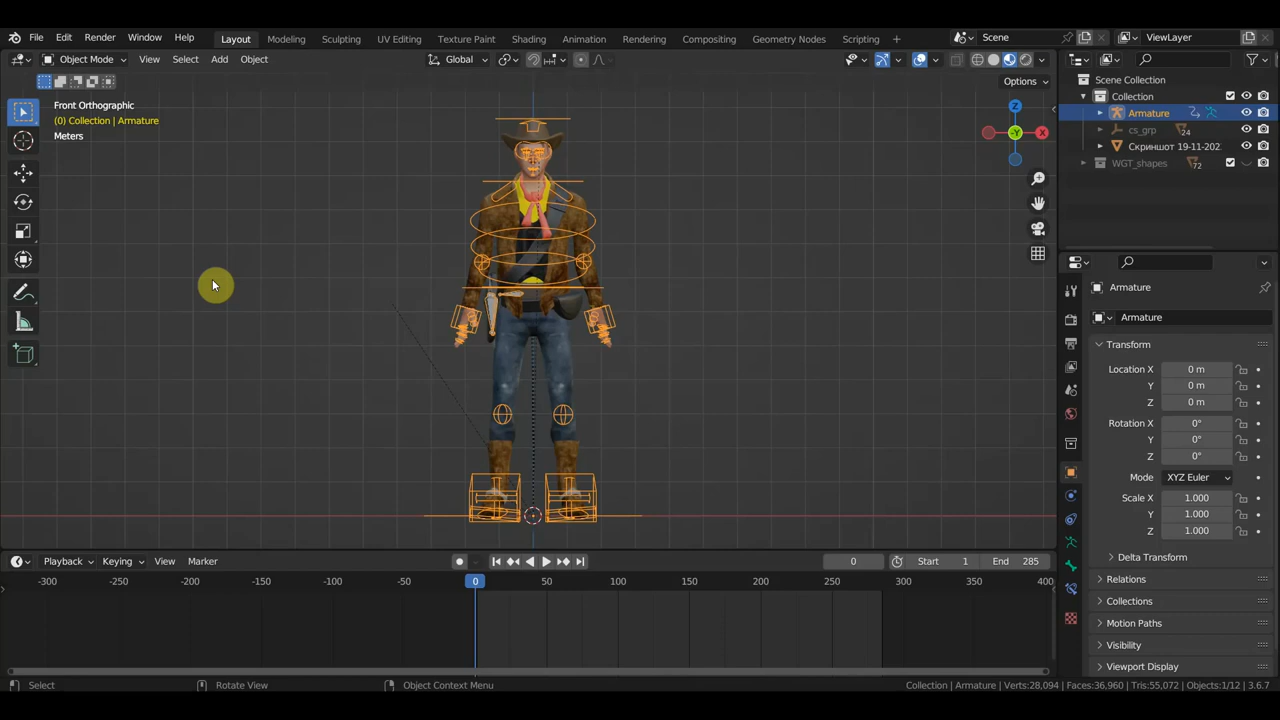 File Edit Render Window Help Layout Modeling Sculpting UV Editing Texture Paint Shading Animation Rendering Compositing Geometry Nodes Scripting + Scene ViewLayer
Object Mode View Select Add Object Global
Options
Front Orthographic
(0) Collection | Armature
Meters
Z
X
-Y
Scene Collection
Collection
Armature
cs_grp 24
Скриншот 19-11-202
WGT_shapes 72
Armature
Armature
Transform
Location X 0 m
Y 0 m
Z 0 m
Rotation X 0°
Y 0°
Z 0°
Mode XYZ Euler
Scale X 1.000
Y 1.000
Z 1.000
Delta Transform
Relations
Collections
Motion Paths
Visibility
Viewport Display
Playback Keying View Marker 0 Start 1 End 285
-300 -250 -200 -150 -100 -50 0 50 100 150 200 250 300 350 400
Select Rotate View Object Context Menu Collection | Armature | Verts:28,094 | Faces:36,960 | Tris:55,072 | Objects:1/12 | 3.6.7